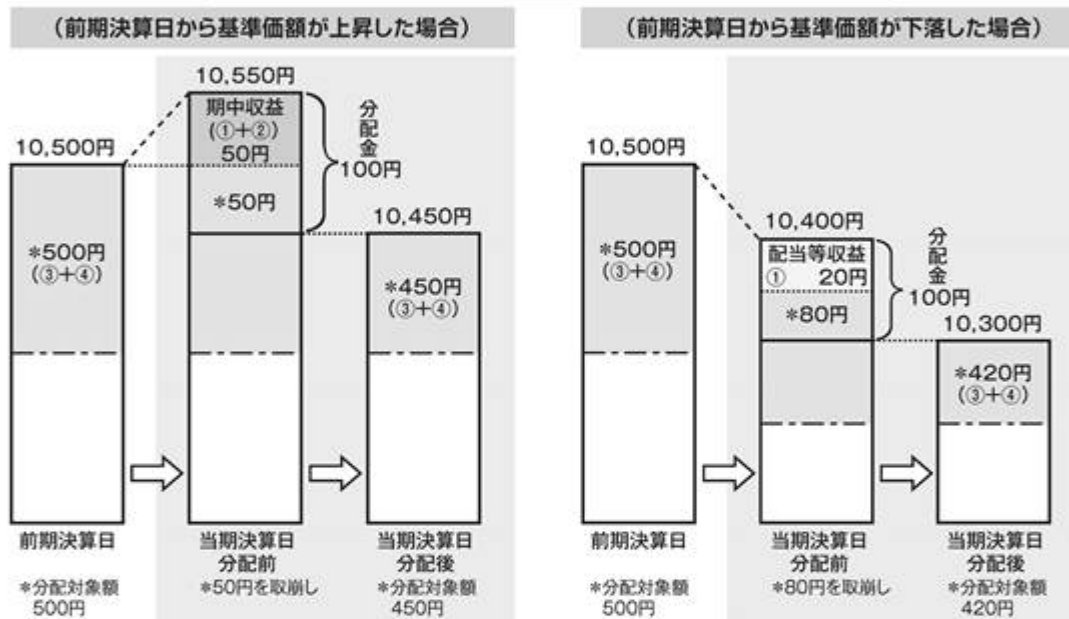 (前期決算日から基準価額が上昇した場合)
10,550円
期中収益
(①+②)
50円
分配金
100円
10,500円
*50円
10,450円
*500円
(③+④)
*450円
(③+④)
前期決算日
当期決算日
分配前
当期決算日
分配後
*分配対象額
500円
*50円を取崩し
*分配対象額
450円
(前期決算日から基準価額が下落した場合)
10,500円
10,400円
配当等収益
① 20円
分配金
100円
*500円
(③+④)
*80円
10,300円
*420円
(③+④)
前期決算日
当期決算日
分配前
当期決算日
分配後
*分配対象額
500円
*80円を取崩し
*分配対象額
420円